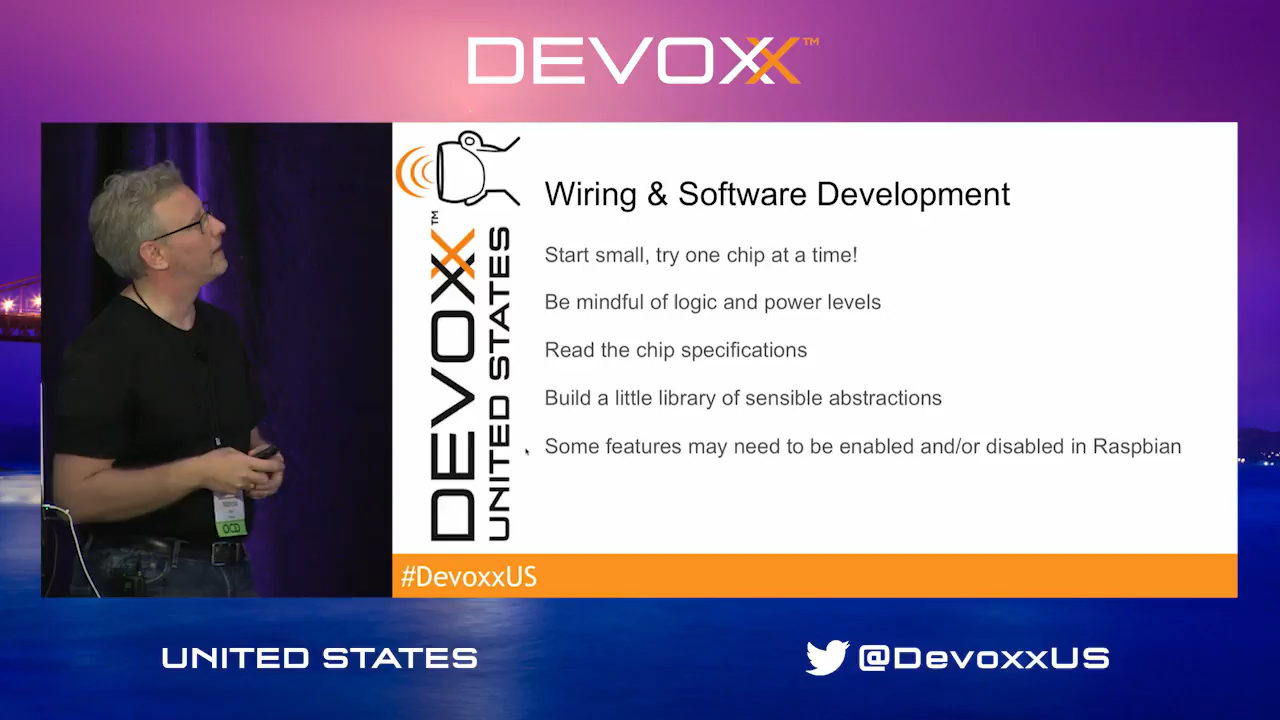 DEVOXX™
DEVOXX™
UNITED STATES
Wiring & Software Development
Start small, try one chip at a time!
Be mindful of logic and power levels
Read the chip specifications
Build a little library of sensible abstractions
Some features may need to be enabled and/or disabled in Raspbian
OCD
#DevoxxUS
UNITED STATES
@DevoxxUS